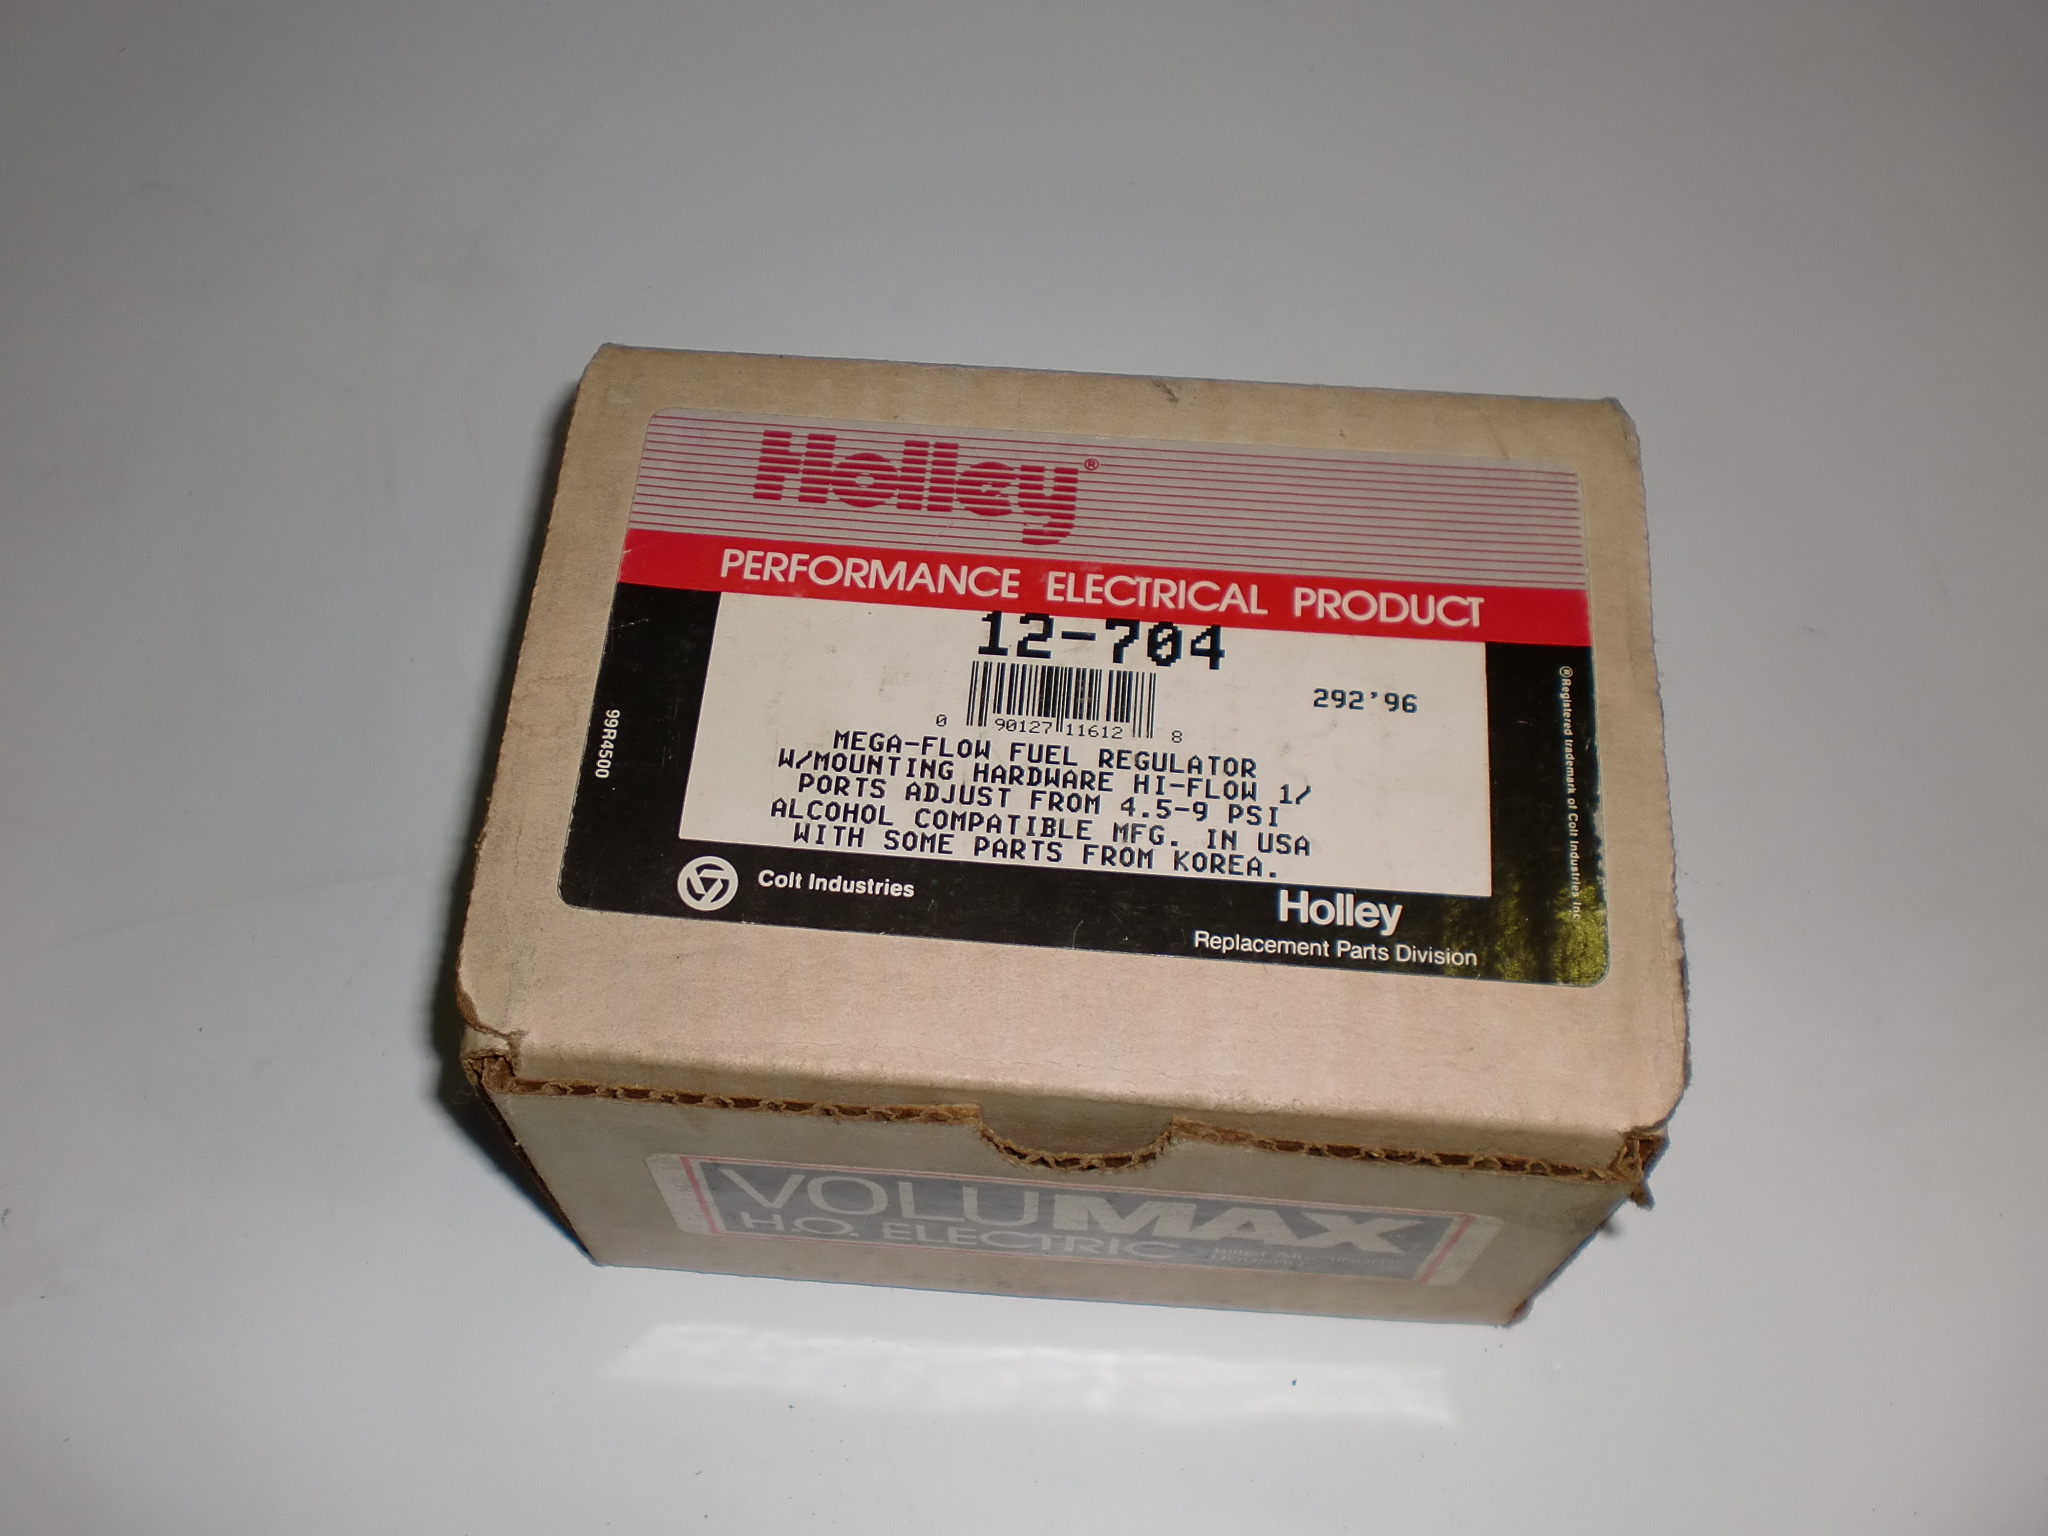 Holley®
PERFORMANCE ELECTRICAL PRODUCT
12-704
292'96
0 90127 11612 8
MEGA-FLOW FUEL REGULATOR
W/MOUNTING HARDWARE HI-FLOW 1/
PORTS ADJUST FROM 4.5-9 PSI
ALCOHOL COMPATIBLE MFG. IN USA
WITH SOME PARTS FROM KOREA.
99R4500
®Registered trademark of Colt Industries Inc
Colt Industries
Holley
Replacement Parts Division
VOLUMAX
H.O. ELECTRIC